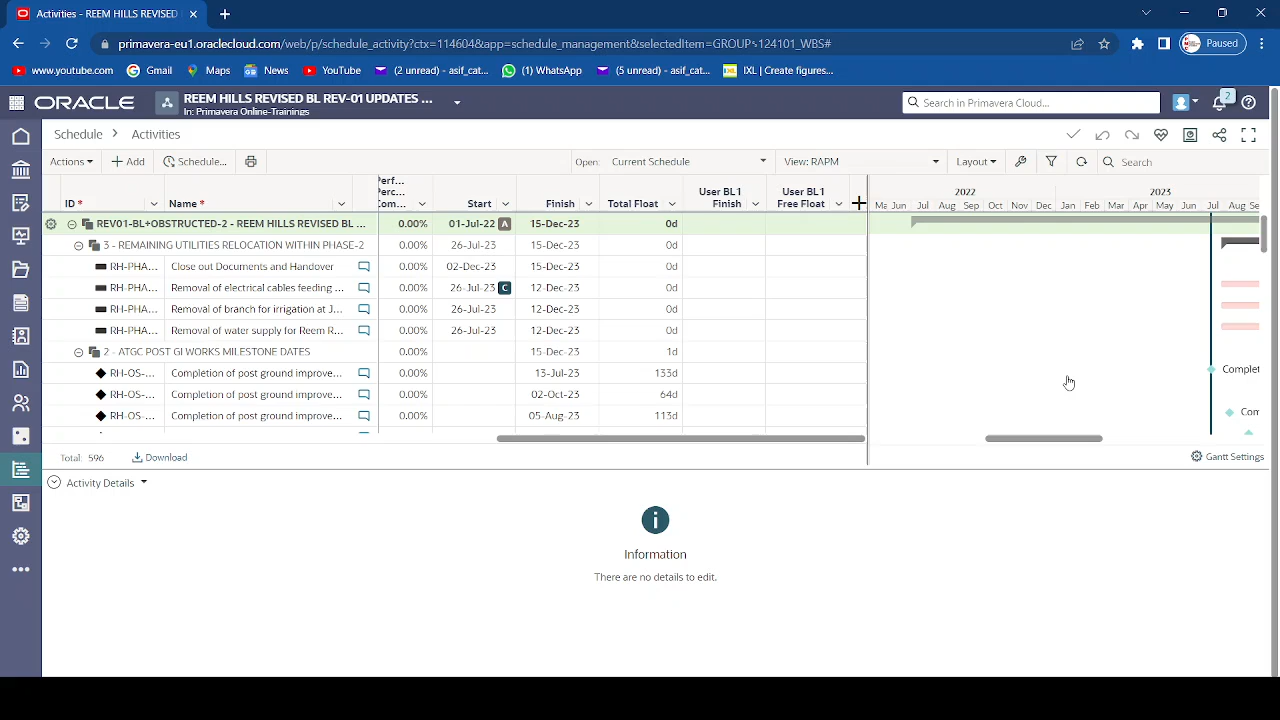 Activities - REEM HILLS REVISED
primavera-eu1.oraclecloud.com/web/p/schedule_activity?ctx=114604&app=schedule_management&selectedItem=GROUP$124101_WBS#
Paused
www.youtube.com Gmail Maps News YouTube (2 unread) - asif_cat... (1) WhatsApp (5 unread) - asif_cat... IXL | Create figures...
ORACLE
REEM HILLS REVISED BL REV-01 UPDATES ...
In: Primavera Online-Trainings
Search in Primavera Cloud...
2
Schedule > Activities
Actions Add Schedule... Open: Current Schedule View: RAPM Layout Search
ID * Name * Perf... Perc... Com... Start Finish Total Float User BL1 Finish User BL1 Free Float
2022 2023
Ma Jun Jul Aug Sep Oct Nov Dec Jan Feb Mar Apr May Jun Jul Aug Se
REV01-BL+OBSTRUCTED-2 - REEM HILLS REVISED BL ... 0.00% 01-Jul-22 A 15-Dec-23 0d
3 - REMAINING UTILITIES RELOCATION WITHIN PHASE-2 0.00% 26-Jul-23 15-Dec-23 0d
RH-PHA... Close out Documents and Handover 0.00% 02-Dec-23 15-Dec-23 0d
RH-PHA... Removal of electrical cables feeding ... 0.00% 26-Jul-23 C 12-Dec-23 0d
RH-PHA... Removal of branch for irrigation at J... 0.00% 26-Jul-23 12-Dec-23 0d
RH-PHA... Removal of water supply for Reem R... 0.00% 26-Jul-23 12-Dec-23 0d
2 - ATGC POST GI WORKS MILESTONE DATES 0.00% 15-Dec-23 1d
RH-OS-... Completion of post ground improve... 0.00% 13-Jul-23 133d Complet
RH-OS-... Completion of post ground improve... 0.00% 02-Oct-23 64d
RH-OS-... Completion of post ground improve... 0.00% 05-Aug-23 113d Com
Total: 596 Download Gantt Settings
Activity Details
Information
There are no details to edit.